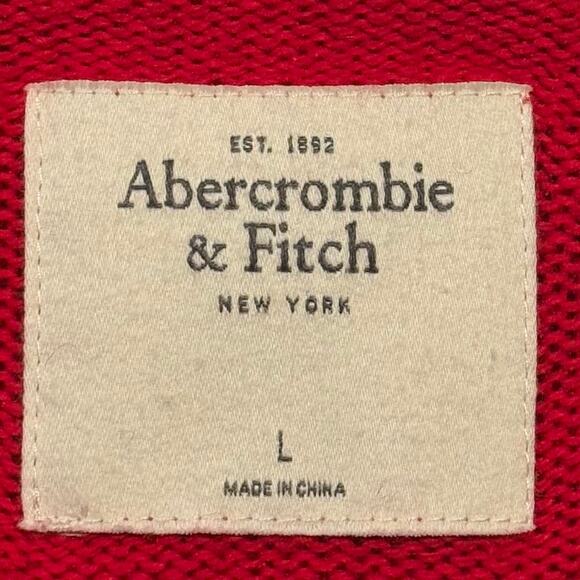 EST. 1892
Abercrombie
& Fitch
NEW YORK
L
MADE IN CHINA